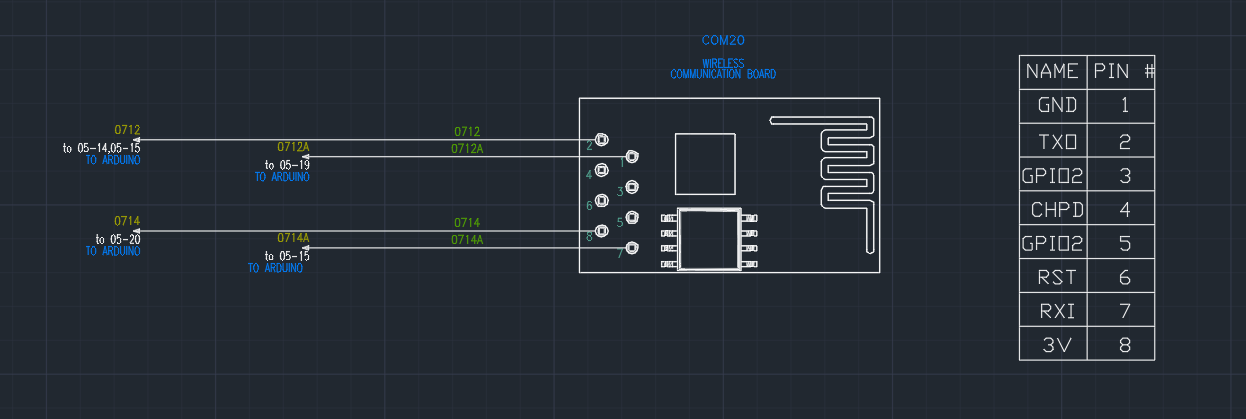 COM20
WIRELESS
COMMUNICATION BOARD
0712
to 05-14,05-15
TO ARDUINO
0712A
to 05-19
TO ARDUINO
0712
0712A
0714
to 05-20
TO ARDUINO
0714A
to 05-15
TO ARDUINO
0714
0714A
2
1
4
3
6
5
8
7
NAME PIN #
GND 1
TXO 2
GPIO2 3
CHPD 4
GPIO2 5
RST 6
RXI 7
3V 8